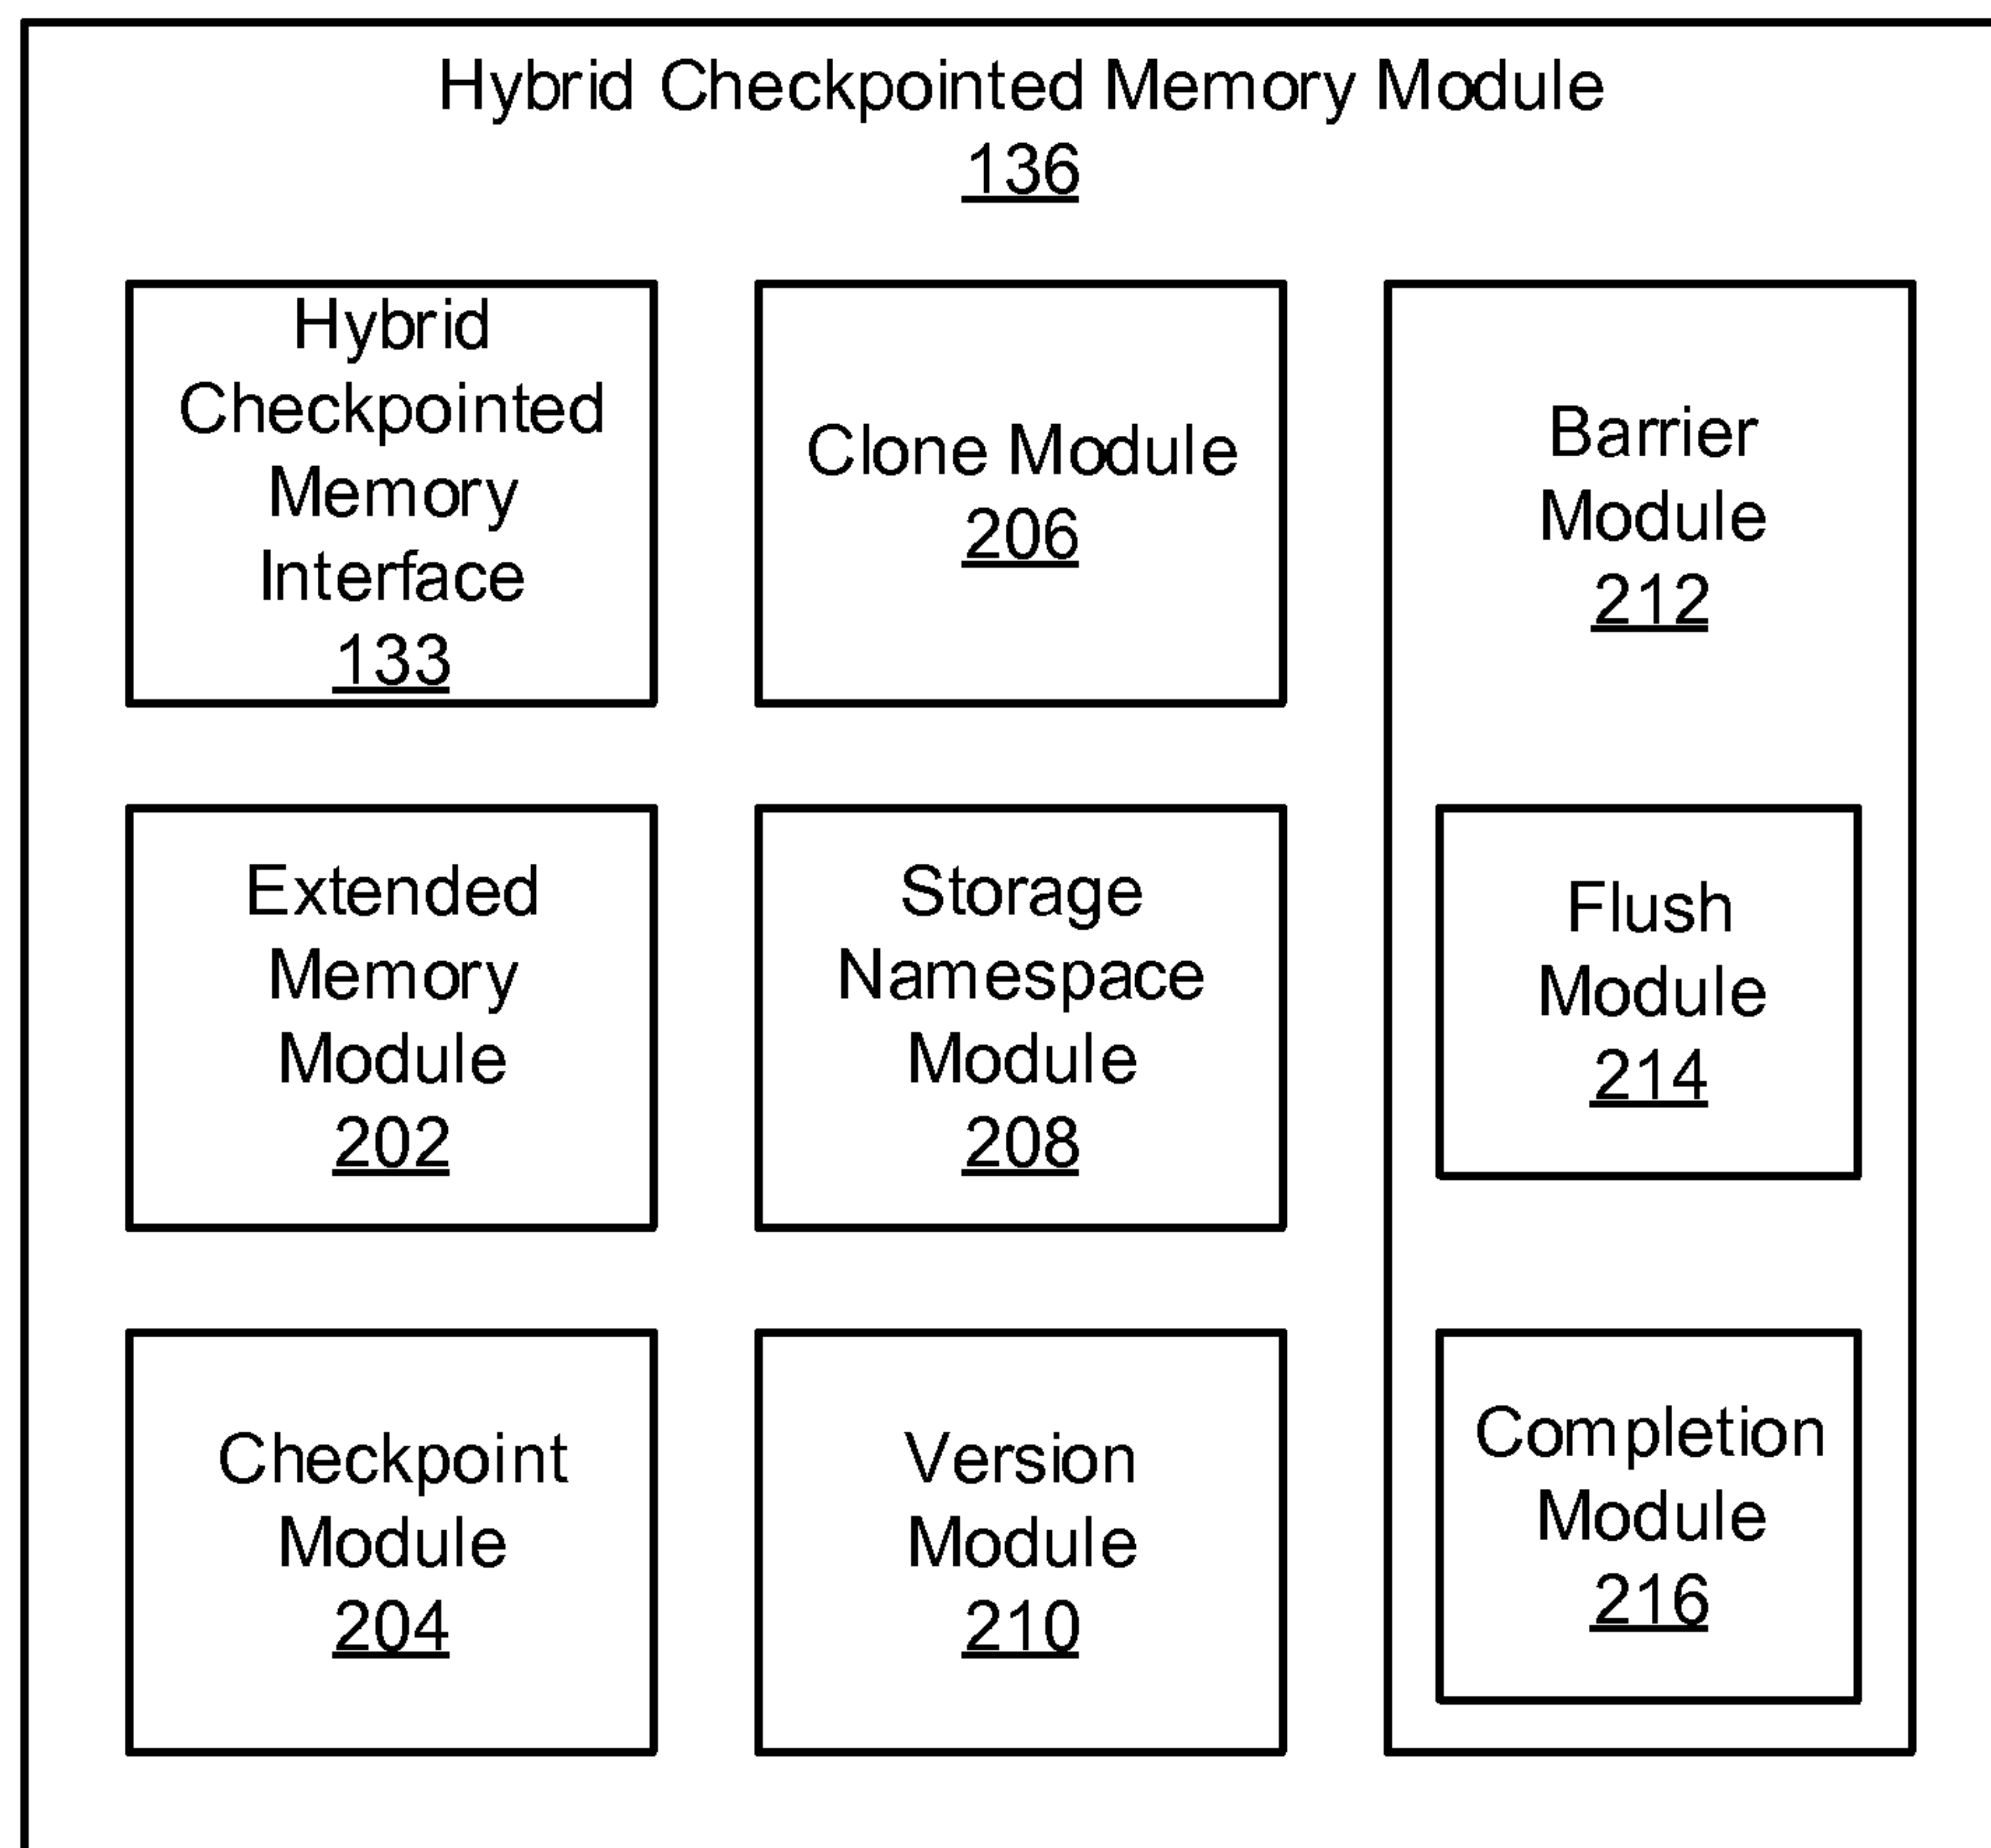 Hybrid Checkpointed Memory Module
136
Hybrid
Checkpointed
Memory
Interface
133
Clone Module
206
Barrier
Module
212
Extended
Memory
Module
202
Storage
Namespace
Module
208
Flush
Module
214
Checkpoint
Module
204
Version
Module
210
Completion
Module
216